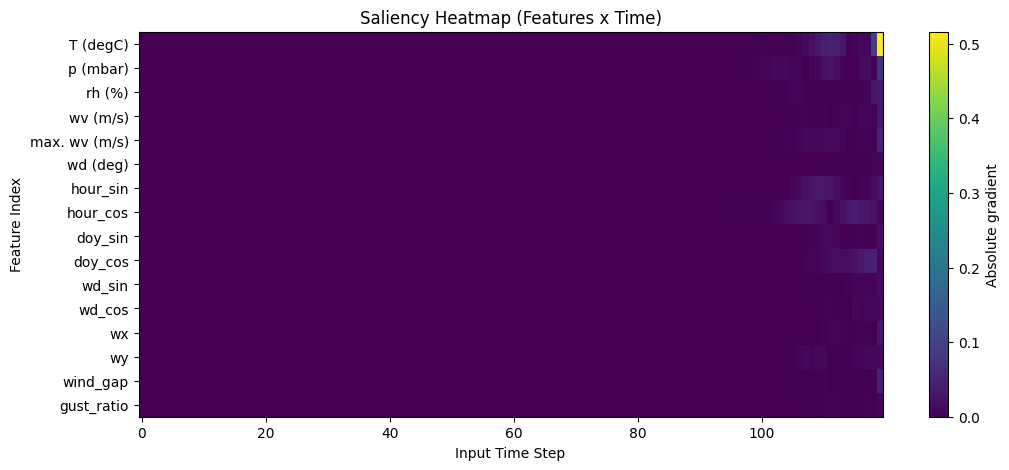 Saliency Heatmap (Features x Time)
Feature Index
T (degC)
p (mbar)
rh (%)
wv (m/s)
max. wv (m/s)
wd (deg)
hour_sin
hour_cos
doy_sin
doy_cos
wd_sin
wd_cos
wx
wy
wind_gap
gust_ratio
0 20 40 60 80 100
Input Time Step
0.5
0.4
0.3
0.2
0.1
0.0
Absolute gradient